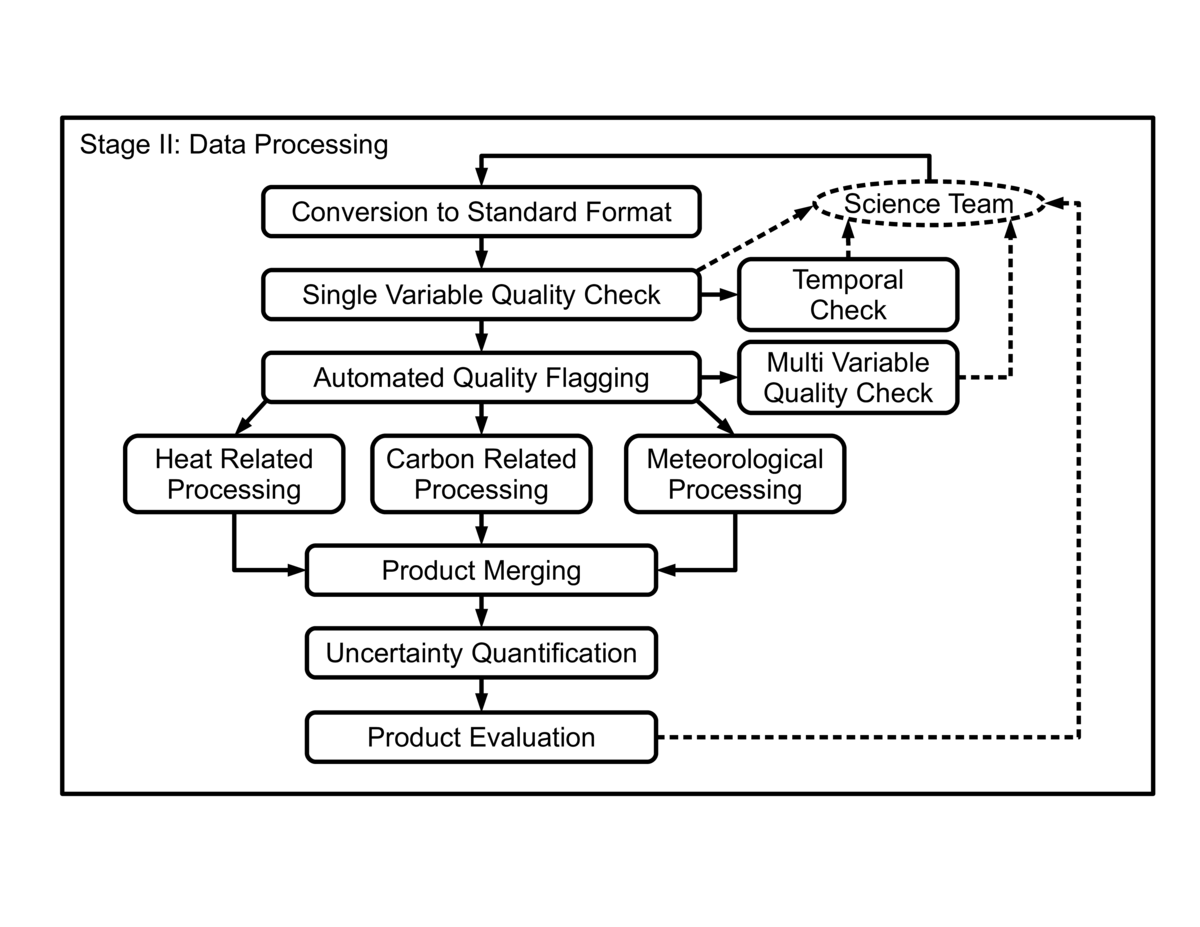 Stage II: Data Processing
Conversion to Standard Format
Science Team
Single Variable Quality Check
Temporal
Check
Automated Quality Flagging
Multi Variable
Quality Check
Heat Related
Processing
Carbon Related
Processing
Meteorological
Processing
Product Merging
Uncertainty Quantification
Product Evaluation